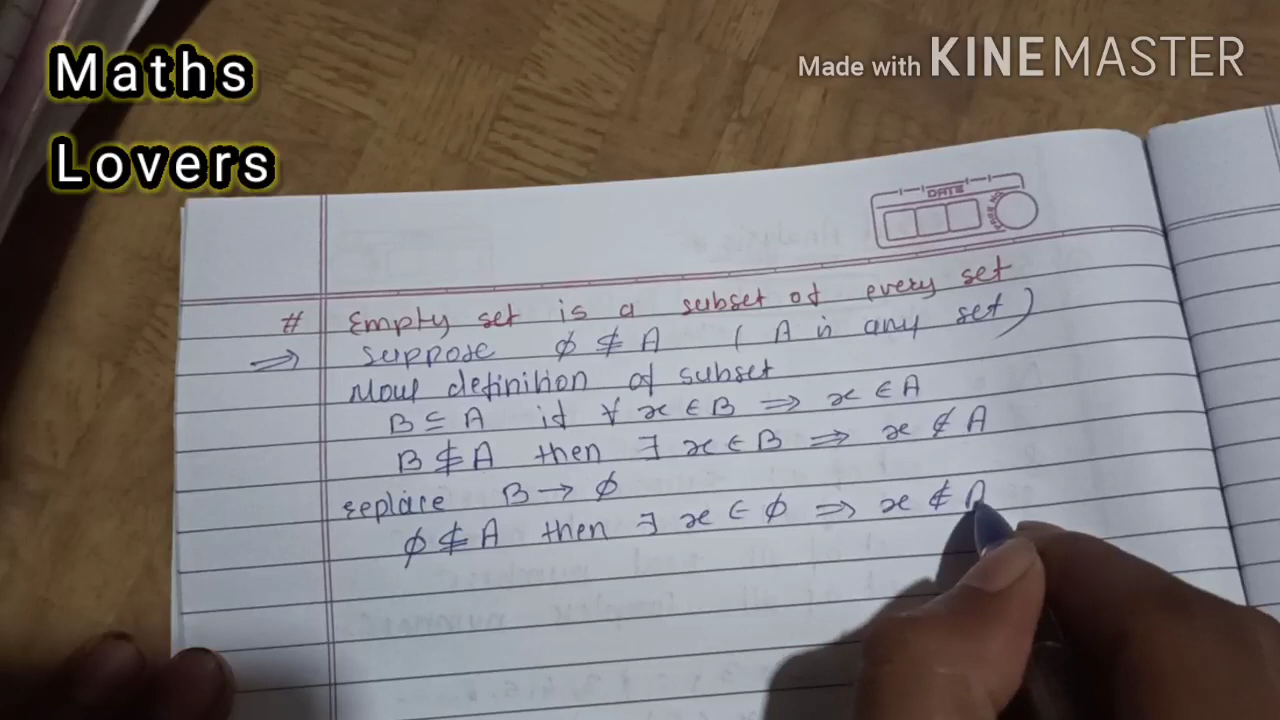 Maths
Lovers
Made with KINEMASTER
DATE
# Empty set is a subset of every set
⇒ Suppose ϕ ⊈ A ( A is any set )
Now definition of subset
B ⊆ A if ∀ x ∈ B ⇒ x ∈ A
B ⊈ A then ∃ x ∈ B ⇒ x ∉ A
replace B → ϕ
ϕ ⊈ A then ∃ x ∈ ϕ ⇒ x ∉ A